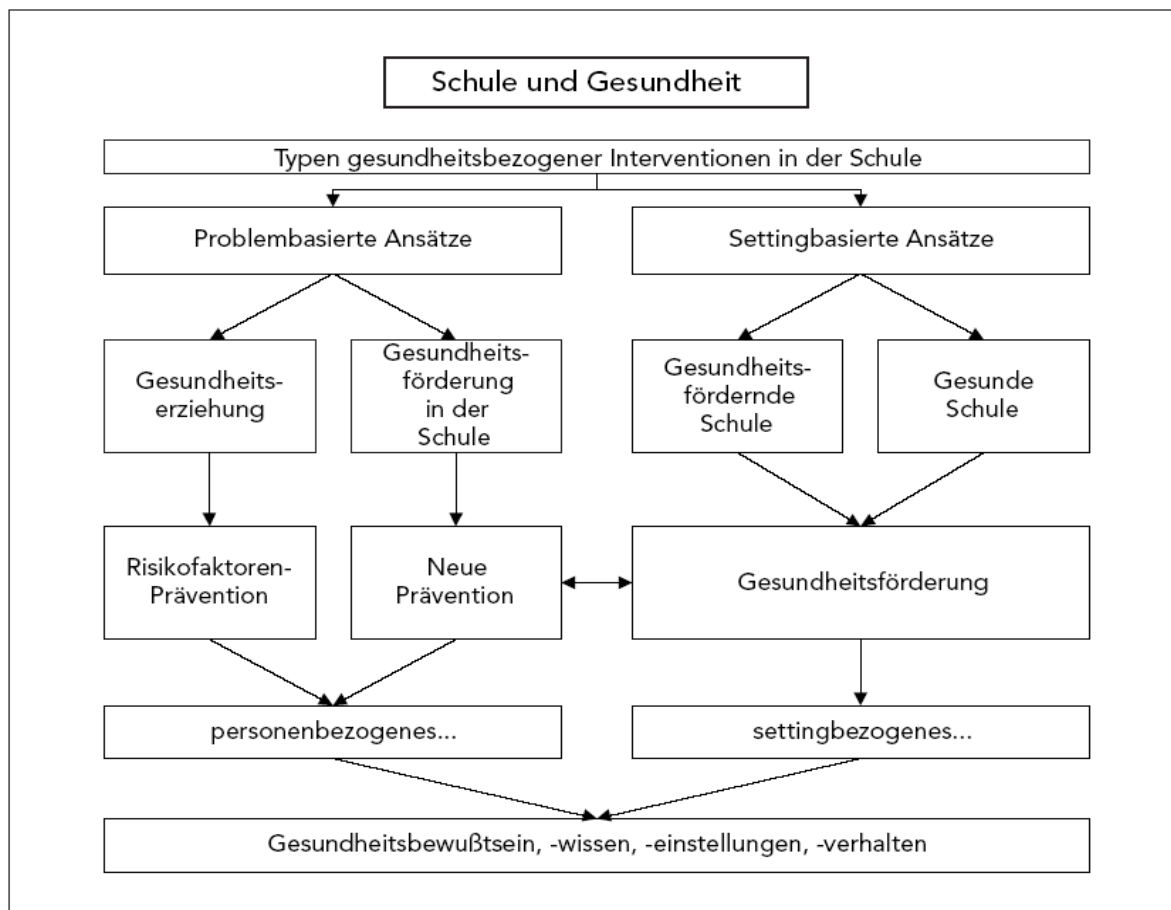 Schule und Gesundheit
Typen gesundheitsbezogener Interventionen in der Schule
Problembasierte Ansätze
Settingbasierte Ansätze
Gesundheits-
erziehung
Gesundheits-
förderung
in der
Schule
Gesundheits-
fördernde
Schule
Gesunde
Schule
Risikofaktoren-
Prävention
Neue
Prävention
Gesundheitsförderung
personenbezogenes...
settingbezogenes...
Gesundheitsbewußtsein, -wissen, -einstellungen, -verhalten